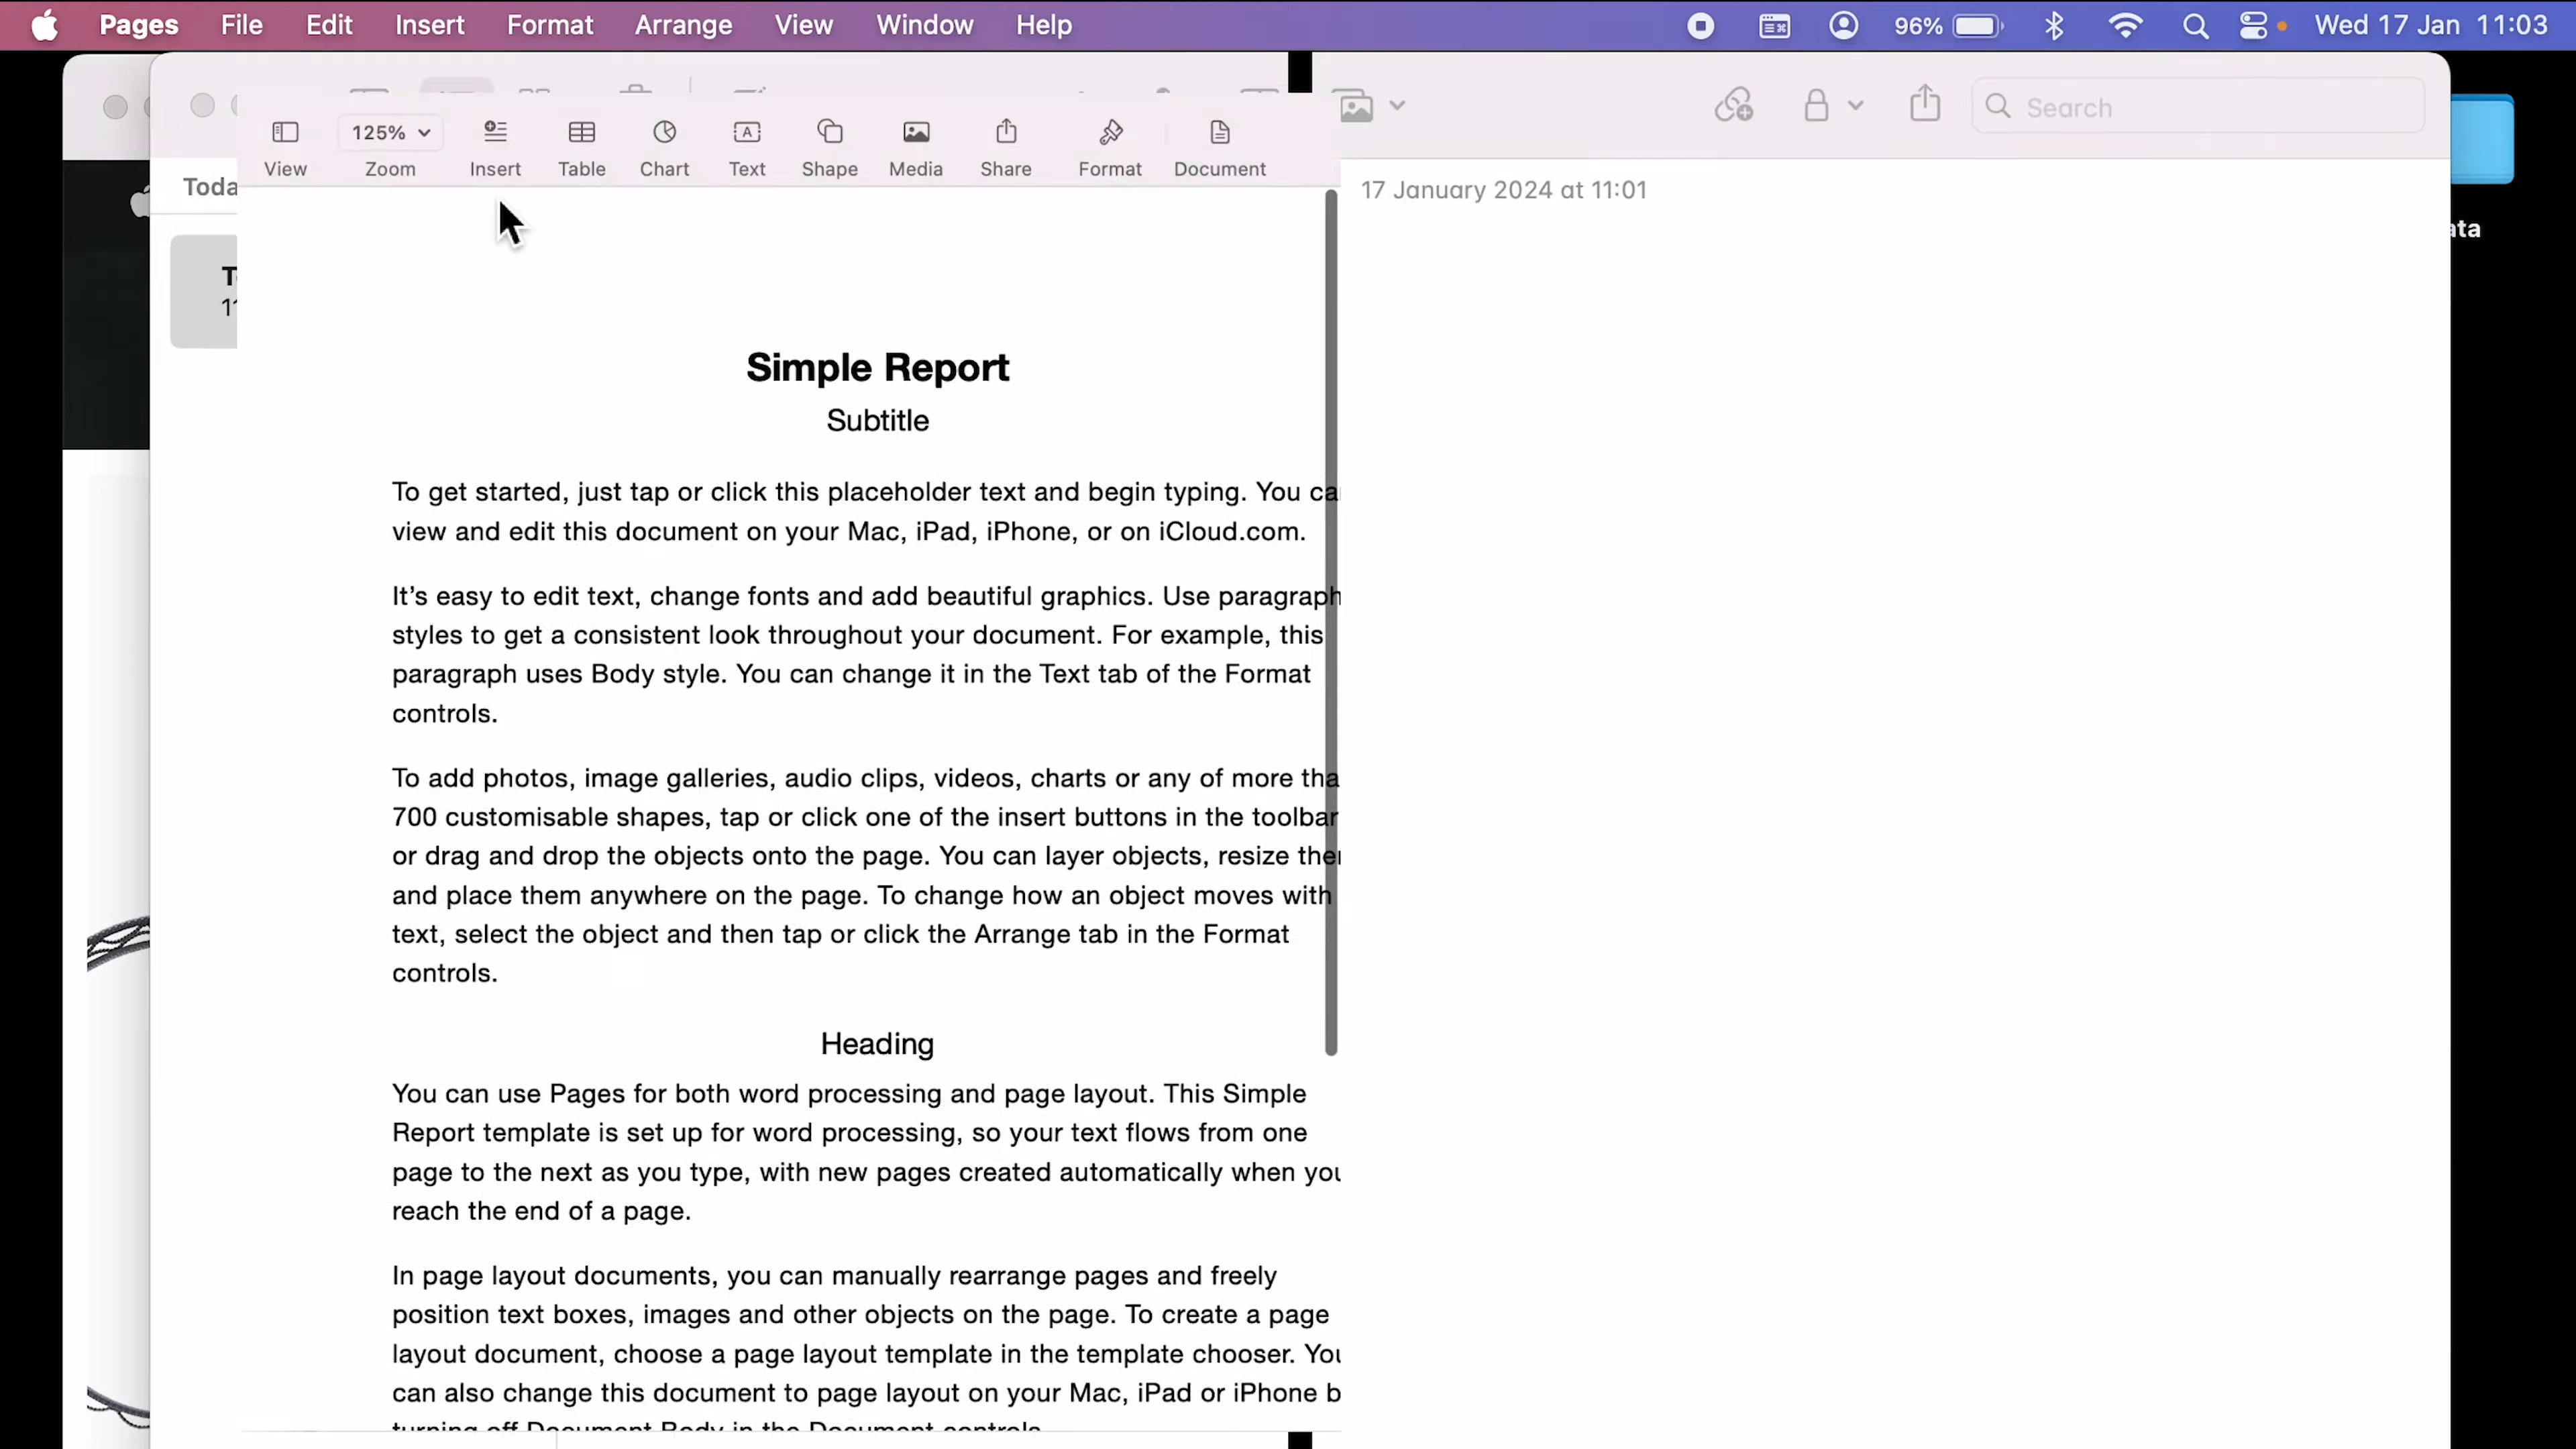 Pages File Edit Insert Format Arrange View Window Help 96% Wed 17 Jan 11:03
125%
View Zoom Insert Table Chart Text Shape Media Share Format Document
Search
17 January 2024 at 11:01
Simple Report
Subtitle
To get started, just tap or click this placeholder text and begin typing. You
view and edit this document on your Mac, iPad, iPhone, or on iCloud.com.
It’s easy to edit text, change fonts and add beautiful graphics. Use paragraph
styles to get a consistent look throughout your document. For example, this
paragraph uses Body style. You can change it in the Text tab of the Format
controls.
To add photos, image galleries, audio clips, videos, charts or any of more
700 customisable shapes, tap or click one of the insert buttons in the toolbar
or drag and drop the objects onto the page. You can layer objects, resize
and place them anywhere on the page. To change how an object moves with
text, select the object and then tap or click the Arrange tab in the Format
controls.
Heading
You can use Pages for both word processing and page layout. This Simple
Report template is set up for word processing, so your text flows from one
page to the next as you type, with new pages created automatically when you
reach the end of a page.
In page layout documents, you can manually rearrange pages and freely
position text boxes, images and other objects on the page. To create a page
layout document, choose a page layout template in the template chooser. You
can also change this document to page layout on your Mac, iPad or iPhone
turning off Document Body in the Document controls